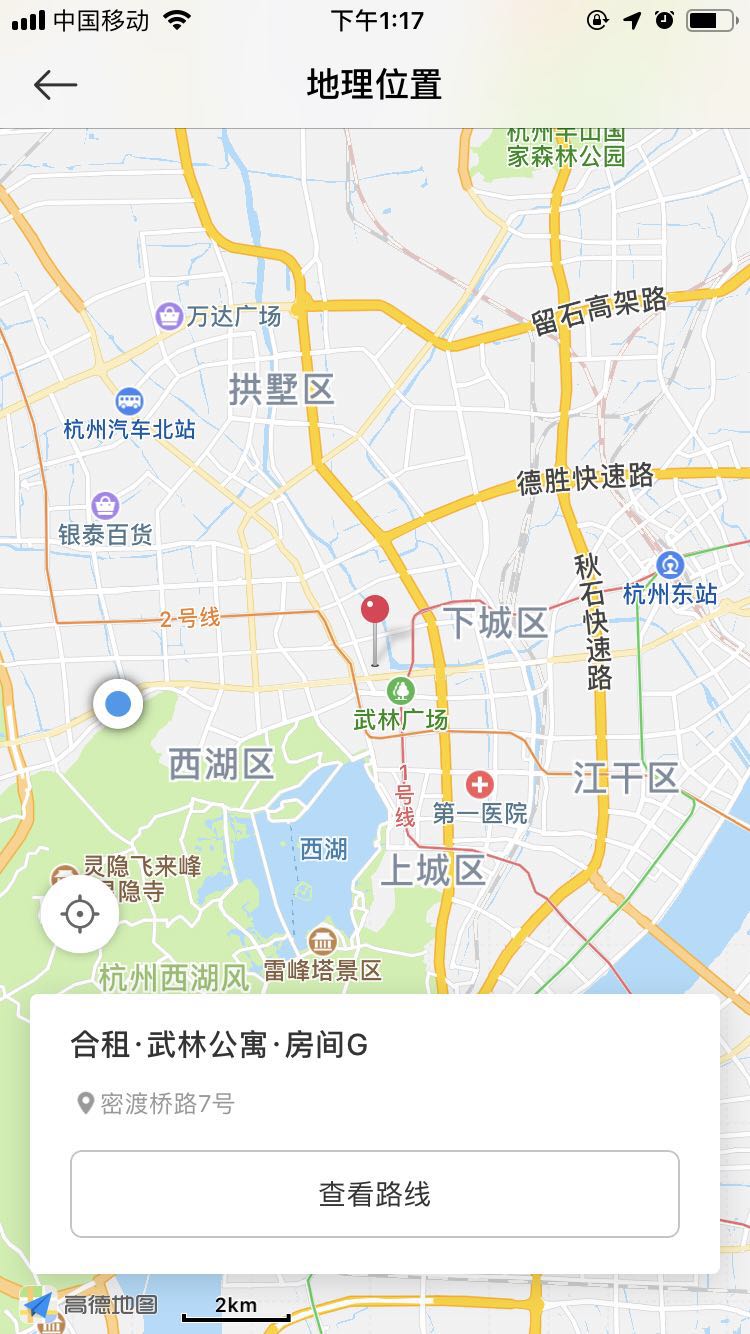 中国移动
下午1:17
地理位置
杭州半山国
家森林公园
留石高架路
万达广场
拱墅区
杭州汽车北站
德胜快速路
银泰百货
秋石快速路
杭州东站
2号线
下城区
武林广场
西湖区
江干区
1号线
第一医院
西湖
上城区
灵隐飞来峰
隐寺
雷峰塔景区
杭州西湖风
合租·武林公寓·房间G
密渡桥路7号
查看路线
高德地图
2km